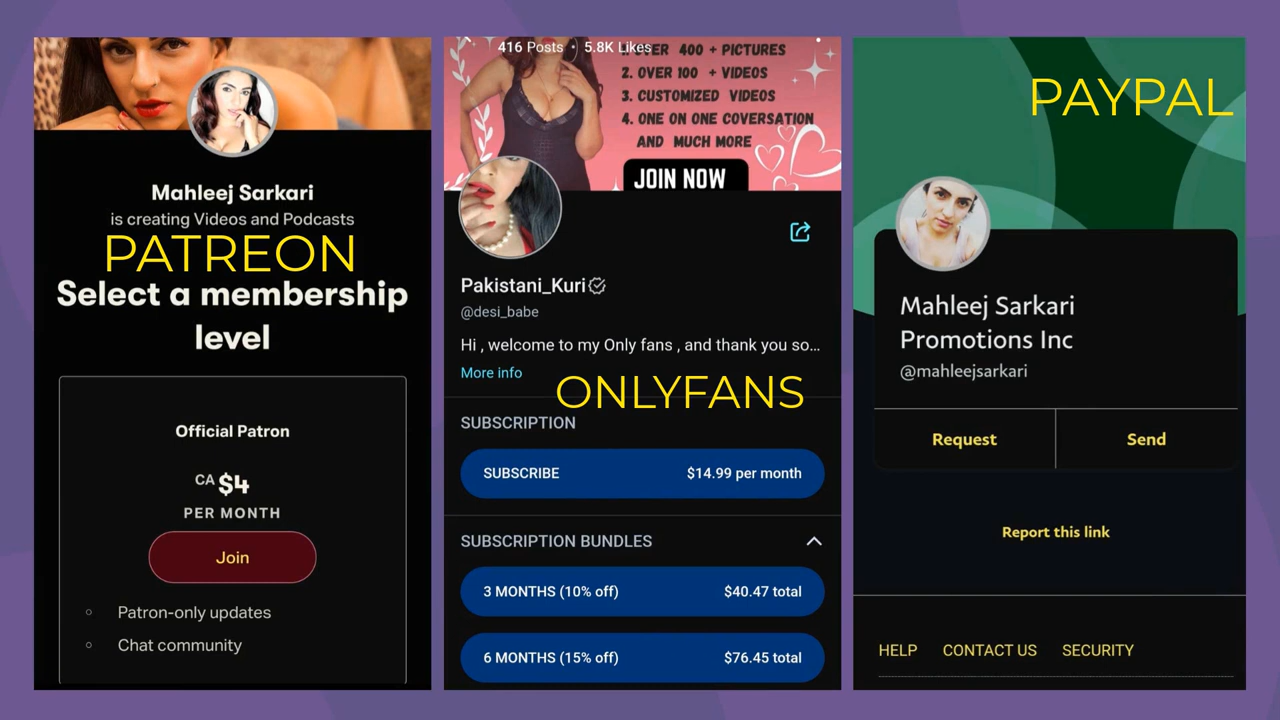 Mahleej Sarkari
is creating Videos and Podcasts
PATREON
Select a membership
level
Official Patron
CA $4
PER MONTH
Join
Patron-only updates
Chat community
416 Posts • 5.8K Likes
1. OVER 400 + PICTURES
2. OVER 100 + VIDEOS
3. CUSTOMIZED VIDEOS
4. ONE ON ONE COVERSATION
AND MUCH MORE
JOIN NOW
Pakistani_Kuri
@desi_babe
Hi , welcome to my Only fans , and thank you so...
More info
ONLYFANS
SUBSCRIPTION
SUBSCRIBE $14.99 per month
SUBSCRIPTION BUNDLES
3 MONTHS (10% off) $40.47 total
6 MONTHS (15% off) $76.45 total
PAYPAL
Mahleej Sarkari
Promotions Inc
@mahleejsarkari
Request Send
Report this link
HELP CONTACT US SECURITY